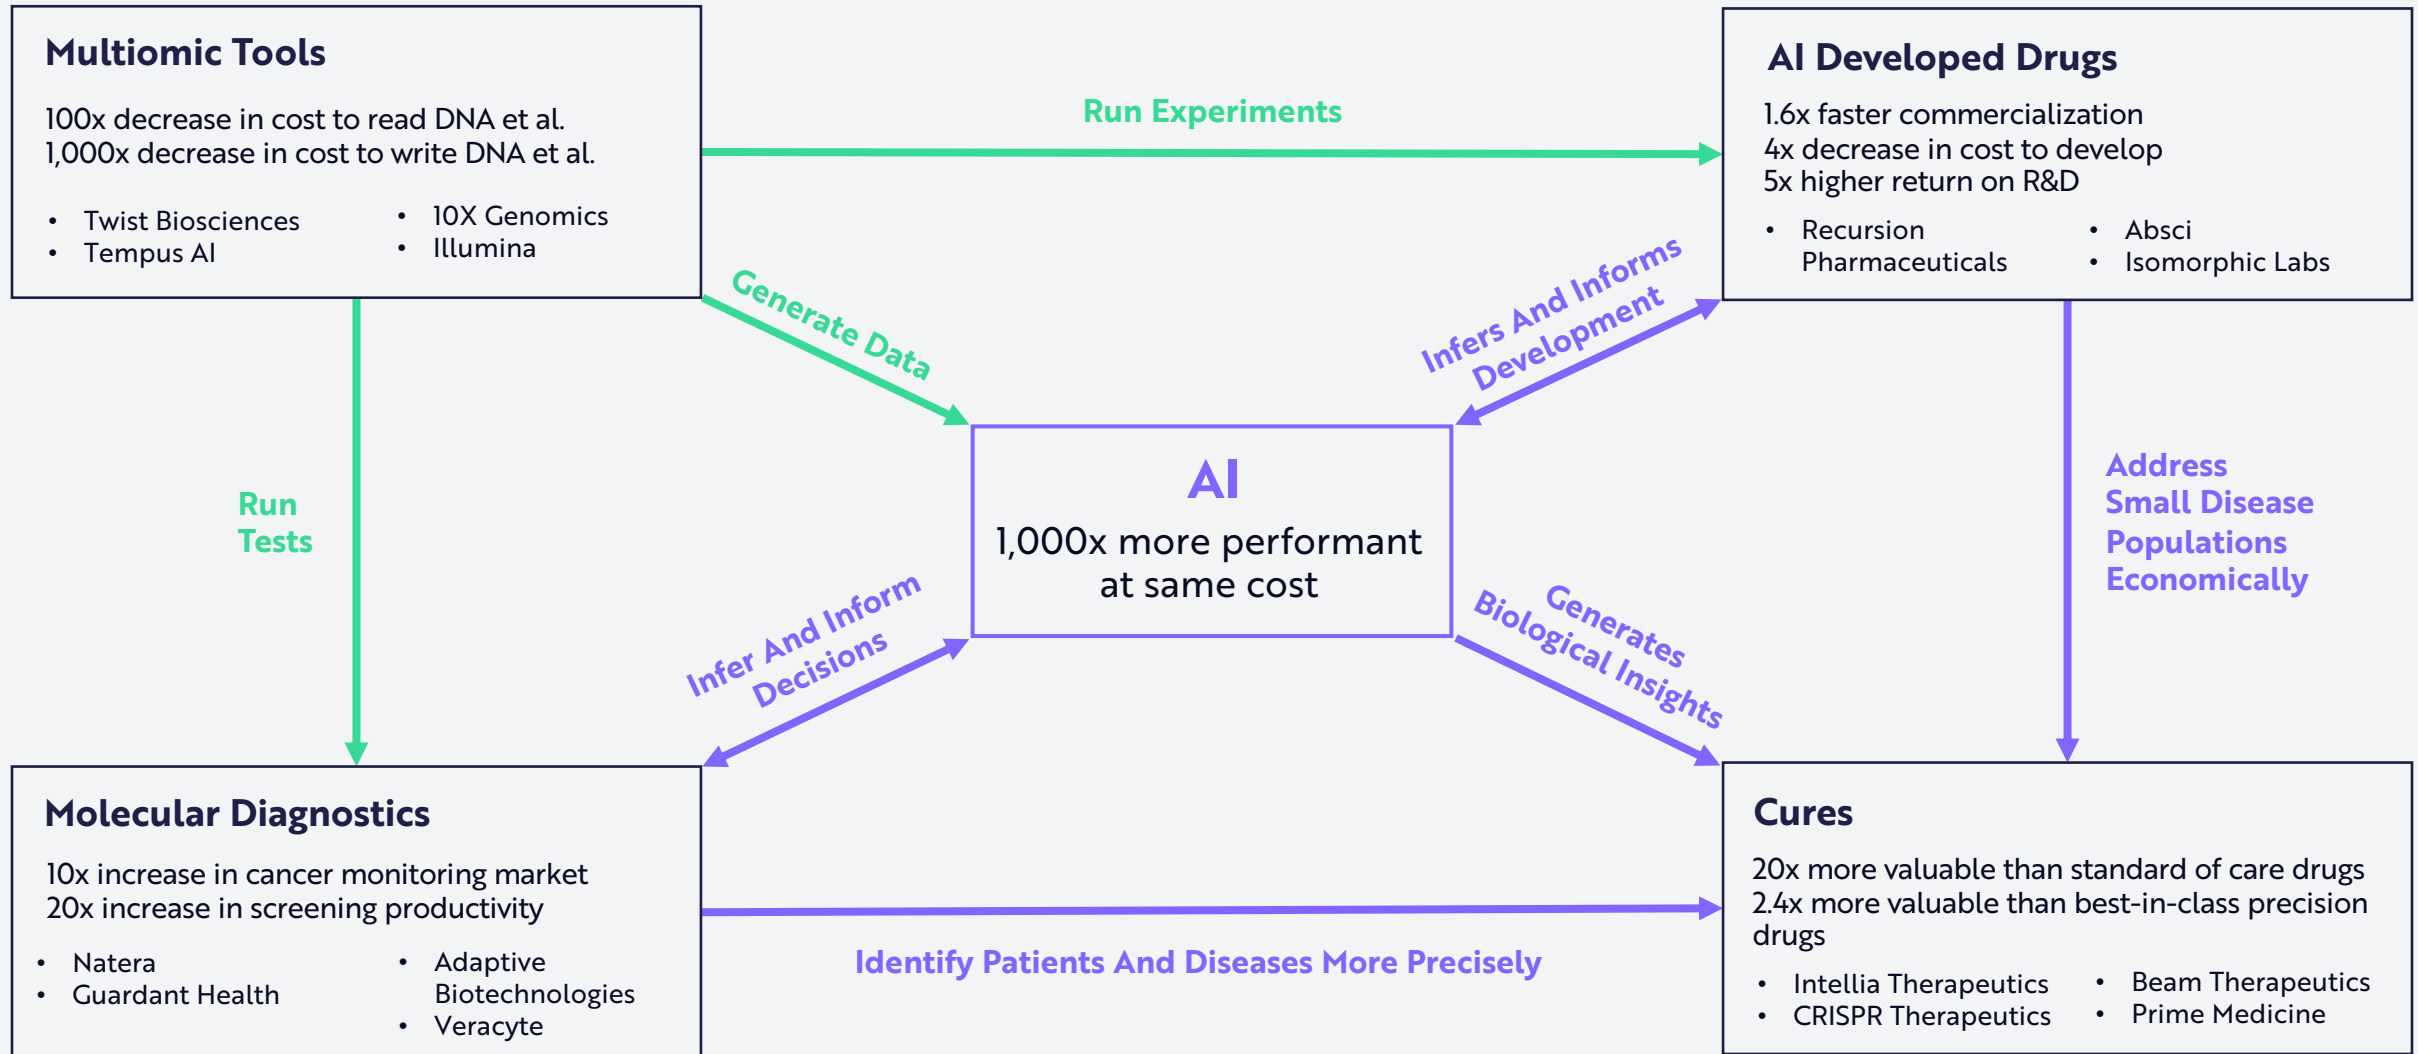 Multiomic Tools
100x decrease in cost to read DNA et al.
1,000x decrease in cost to write DNA et al.
• Twist Biosciences
• Tempus AI
• 10X Genomics
• Illumina
Run Experiments
AI Developed Drugs
1.6x faster commercialization
4x decrease in cost to develop
5x higher return on R&D
• Recursion
Pharmaceuticals
• Absci
• Isomorphic Labs
Generate Data
Infers And Informs
Development
Run
Tests
AI
1,000x more performant
at same cost
Address
Small Disease
Populations
Economically
Infer And Inform
Decisions
Generates
Biological Insights
Molecular Diagnostics
10x increase in cancer monitoring market
20x increase in screening productivity
• Natera
• Guardant Health
• Adaptive
Biotechnologies
• Veracyte
Identify Patients And Diseases More Precisely
Cures
20x more valuable than standard of care drugs
2.4x more valuable than best-in-class precision
drugs
• Intellia Therapeutics
• CRISPR Therapeutics
• Beam Therapeutics
• Prime Medicine